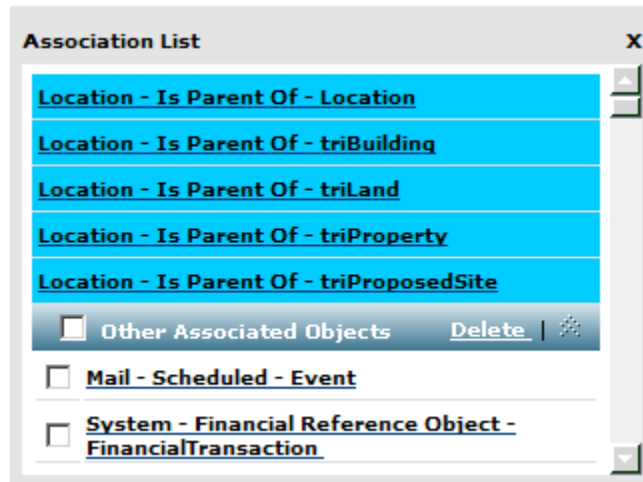 Association List X
Location - Is Parent Of - Location
Location - Is Parent Of - triBuilding
Location - Is Parent Of - triLand
Location - Is Parent Of - triProperty
Location - Is Parent Of - triProposedSite
Other Associated Objects Delete |
Mail - Scheduled - Event
System - Financial Reference Object -
FinancialTransaction